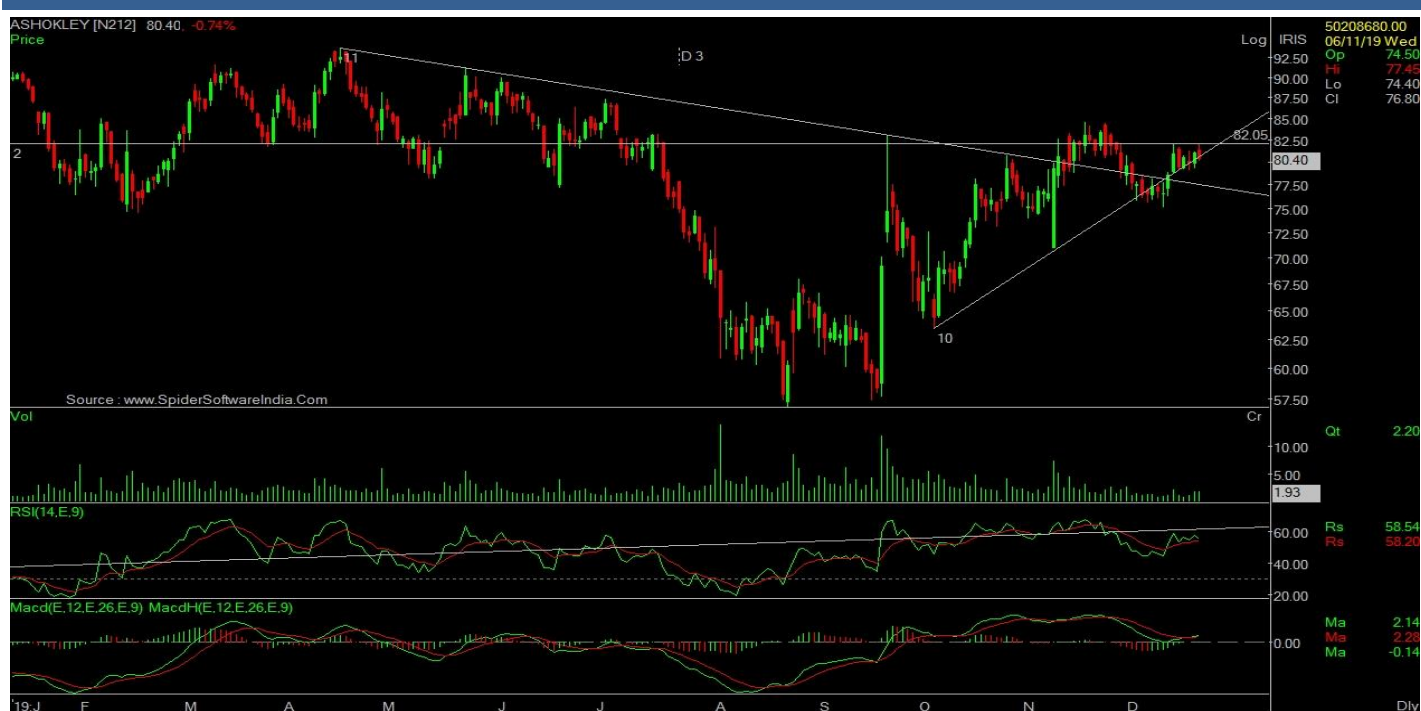 ASHOKLEY [N212] 80.40, -0.74%
Price
11
D 3
Log
IRIS
92.50
90.00
87.50
85.00
82.50
82.05
80.40
77.50
75.00
72.50
70.00
67.50
65.00
62.50
60.00
57.50
2
10
50208680.00
06/11/19 Wed
Op 74.50
Hi 77.45
Lo 74.40
Cl 76.80
Source : www.SpiderSoftwareIndia.Com
Vol
Cr
10.00
5.00
1.93
Qt 2.20
RSI(14,E,9)
60.00
40.00
20.00
Rs 58.54
Rs 58.20
Macd(E,12,E,26,E,9) MacdH(E,12,E,26,E,9)
0.00
Ma 2.14
Ma 2.28
Ma -0.14
'19:J F M A M J J A S O N D Dly